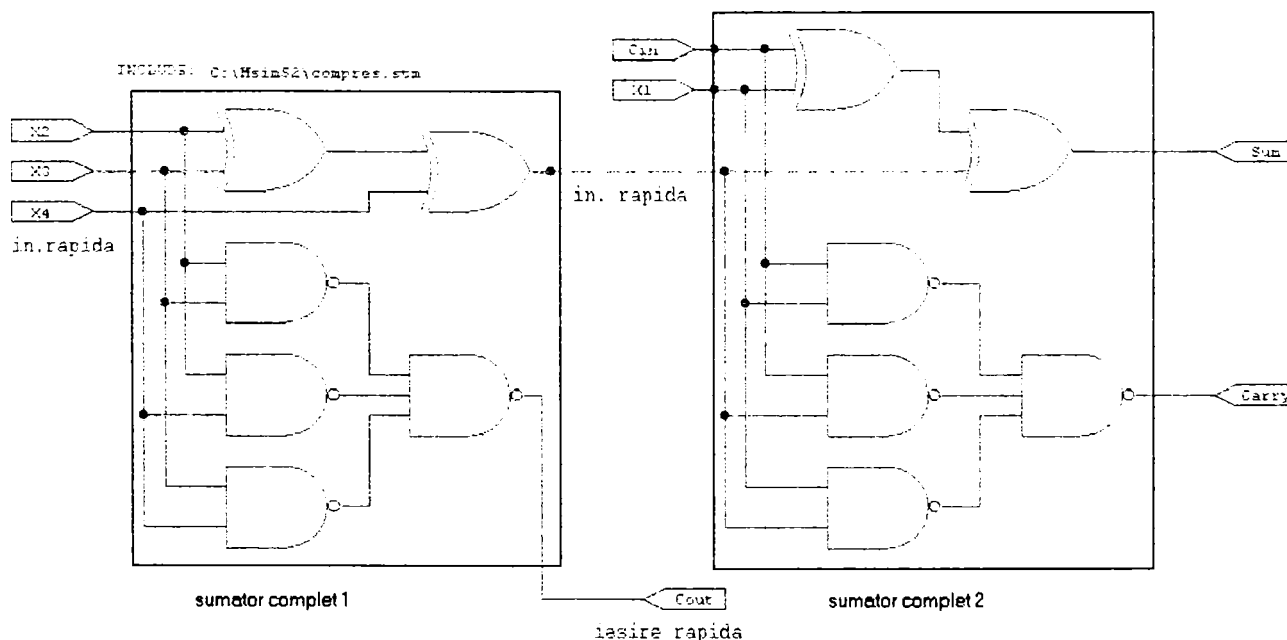 INCLUDE: C:\Msim52\compres.stm
X2
X3
X4
in.rapida
sumator complet 1
Cout
iesire rapida
in. rapida
Cin
X1
Sum
Carry
sumator complet 2